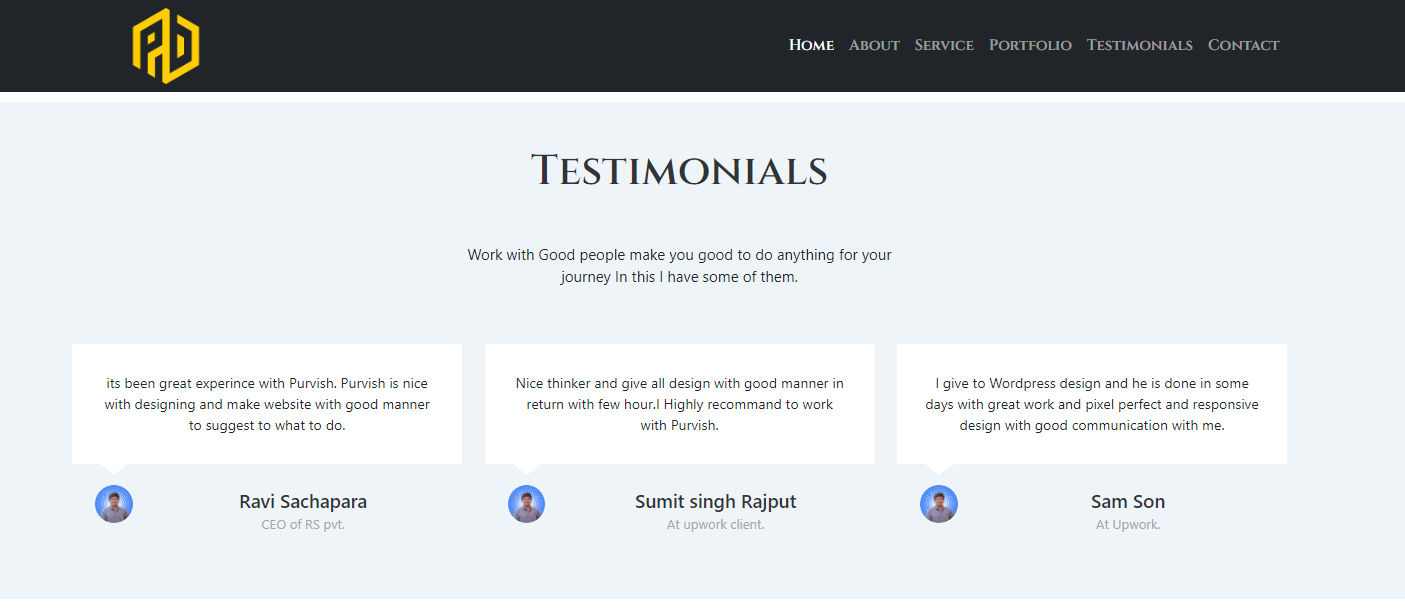 Home About Service Portfolio Testimonials Contact
Testimonials
Work with Good people make you good to do anything for your
journey In this I have some of them.
its been great experince with Purvish. Purvish is nice
with designing and make website with good manner
to suggest to what to do.
Ravi Sachapara
CEO of RS pvt.
Nice thinker and give all design with good manner in
return with few hour.I Highly recommand to work
with Purvish.
Sumit singh Rajput
At upwork client.
I give to Wordpress design and he is done in some
days with great work and pixel perfect and responsive
design with good communication with me.
Sam Son
At Upwork.